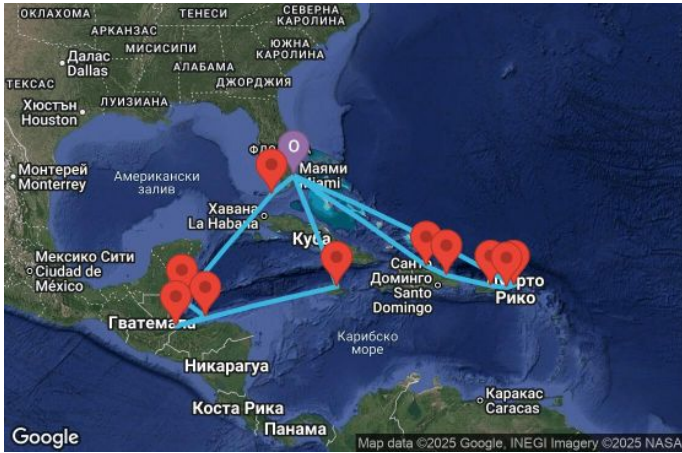 ОКЛАХОМА
ТЕНЕСИ
СЕВЕРНА
КАРОЛИНА
АРКАНЗАС
МИСИСИПИ
ЮЖНА
КАРОЛИНА
Далас
Dallas
АЛАБАМА
ТЕКСАС
ДЖОРДЖИЯ
ЛУИЗИАНА
Хюстън
Houston
O
Монтерей
Monterrey
Американски
залив
Маями
Miami
Хавана
La Habana
Куба
Мексико Сити
Ciudad de
México
Санто
Доминго
Santo
Domingo
Рико
Гватемала
Карибско
море
Никарагуа
Коста Рика
Панама
Каракас
Caracas
Google
Map data ©2025 Google, INEGI Imagery ©2025 NASA